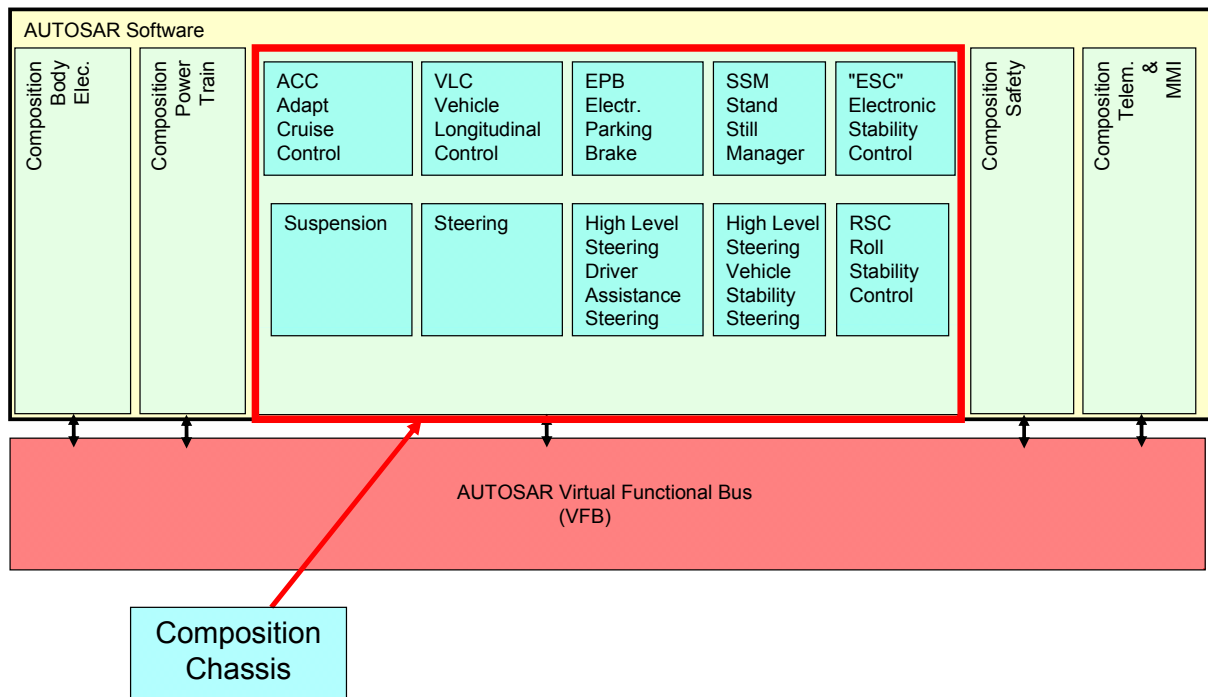 AUTOSAR Software
Composition
Body
Elec.
Composition
Power
Train
ACC
Adapt
Cruise
Control
VLC
Vehicle
Longitudinal
Control
EPB
Electr.
Parking
Brake
SSM
Stand
Still
Manager
"ESC"
Electronic
Stability
Control
Suspension
Steering
High Level
Steering
Driver
Assistance
Steering
High Level
Steering
Vehicle
Stability
Steering
RSC
Roll
Stability
Control
Composition
Safety
Composition
Telem.
&
MMI
AUTOSAR Virtual Functional Bus
(VFB)
Composition
Chassis